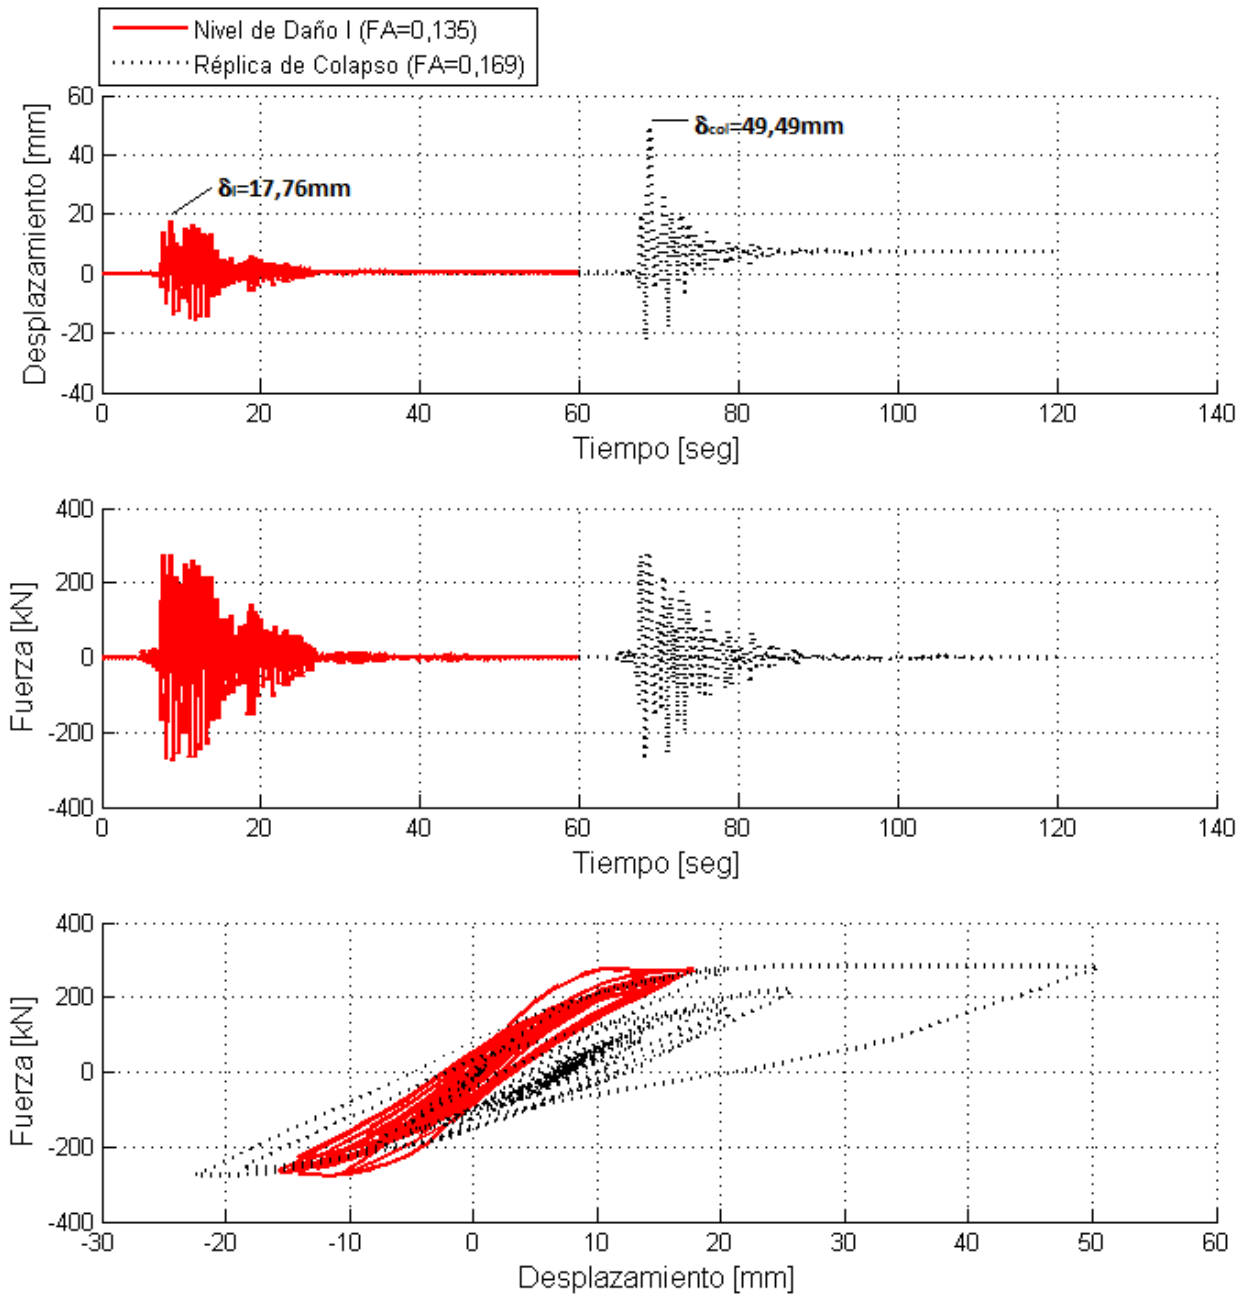 Nivel de Daño I (FA=0,135)
Réplica de Colapso (FA=0,169)
60
40
20
0
-20
-40
Desplazamiento [mm]
δI=17,76mm
δcol=49,49mm
0 20 40 60 80 100 120 140
Tiempo [seg]
400
200
0
-200
-400
Fuerza [kN]
0 20 40 60 80 100 120 140
Tiempo [seg]
400
200
0
-200
-400
Fuerza [kN]
-30 -20 -10 0 10 20 30 40 50 60
Desplazamiento [mm]